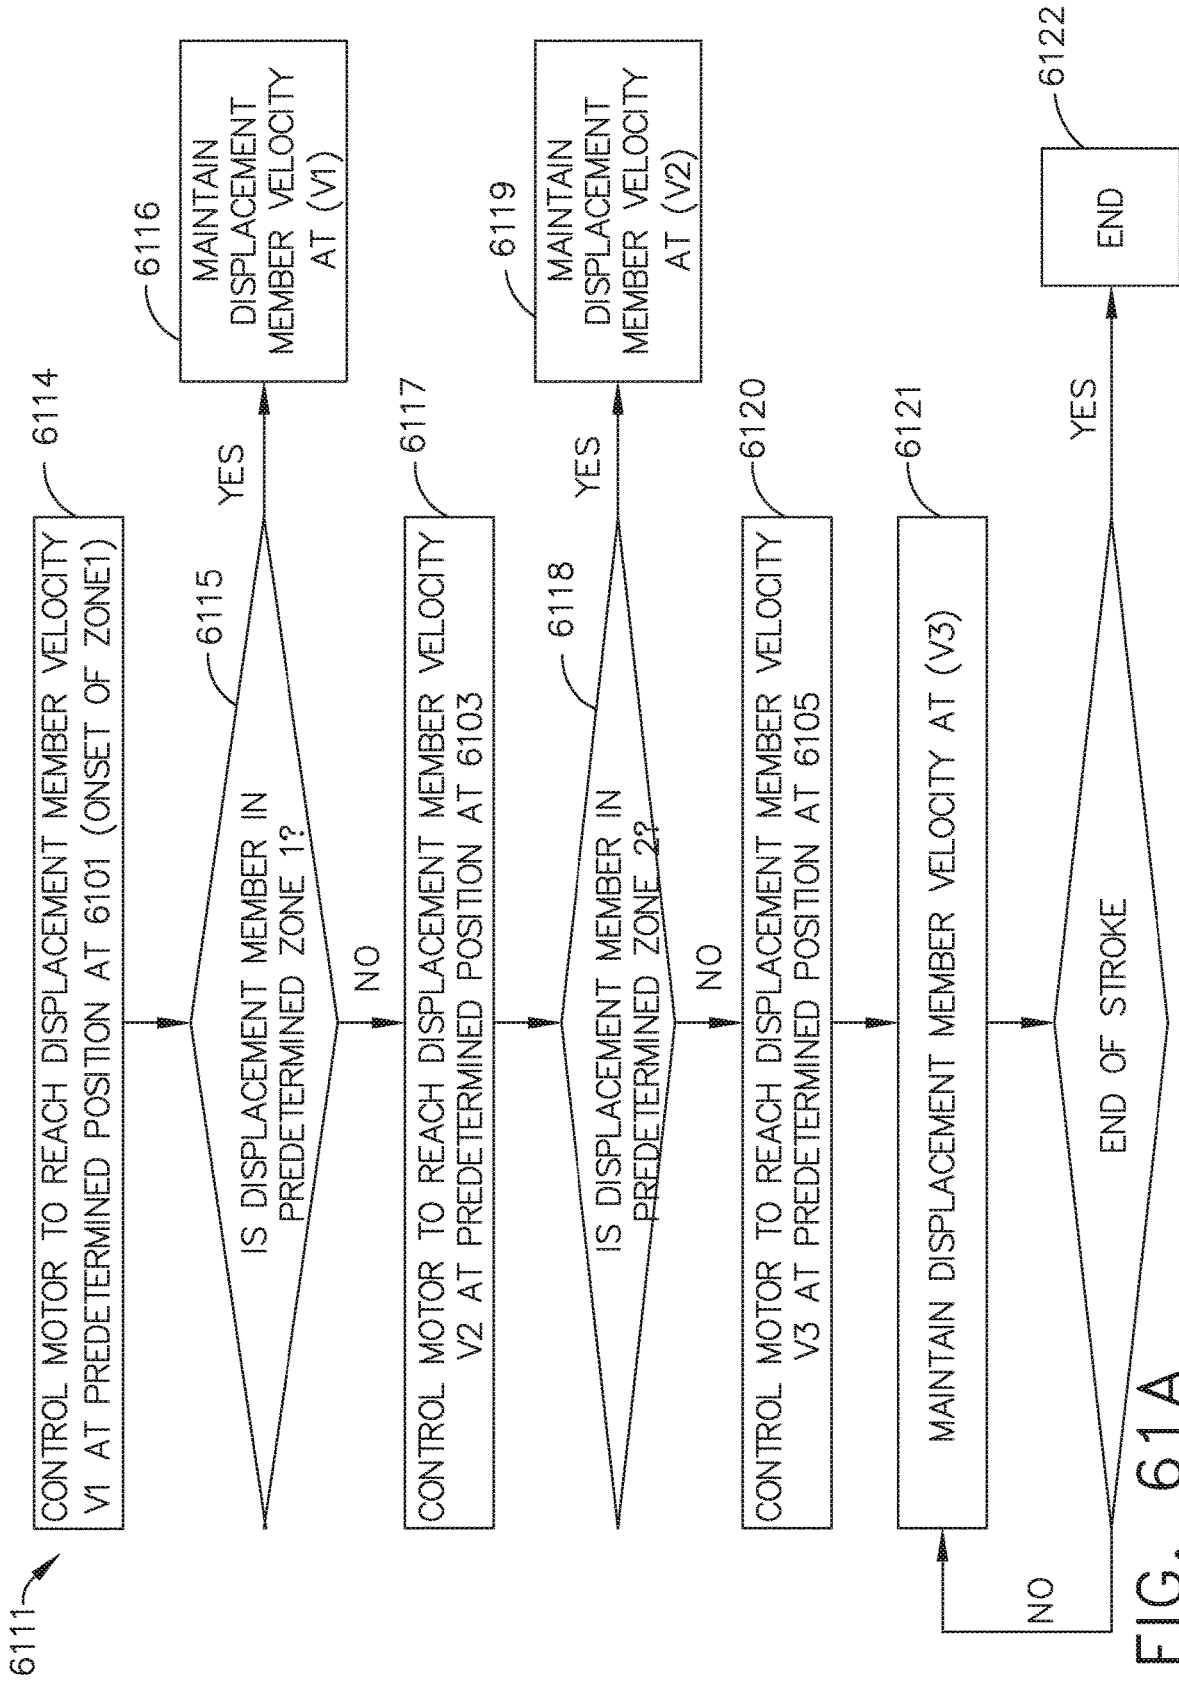 6111
CONTROL MOTOR TO REACH DISPLACEMENT MEMBER VELOCITY
V1 AT PREDETERMINED POSITION AT 6101 (ONSET OF ZONE1)
6114
IS DISPLACEMENT MEMBER IN
PREDETERMINED ZONE 1?
6115
YES
MAINTAIN
DISPLACEMENT
MEMBER VELOCITY
AT (V1)
6116
NO
CONTROL MOTOR TO REACH DISPLACEMENT MEMBER VELOCITY
V2 AT PREDETERMINED POSITION AT 6103
6117
IS DISPLACEMENT MEMBER IN
PREDETERMINED ZONE 2?
6118
YES
MAINTAIN
DISPLACEMENT
MEMBER VELOCITY
AT (V2)
6119
NO
CONTROL MOTOR TO REACH DISPLACEMENT MEMBER VELOCITY
V3 AT PREDETERMINED POSITION AT 6105
6120
MAINTAIN DISPLACEMENT MEMBER VELOCITY AT (V3)
6121
NO
END OF STROKE
YES
END
6122
FIG. 61A